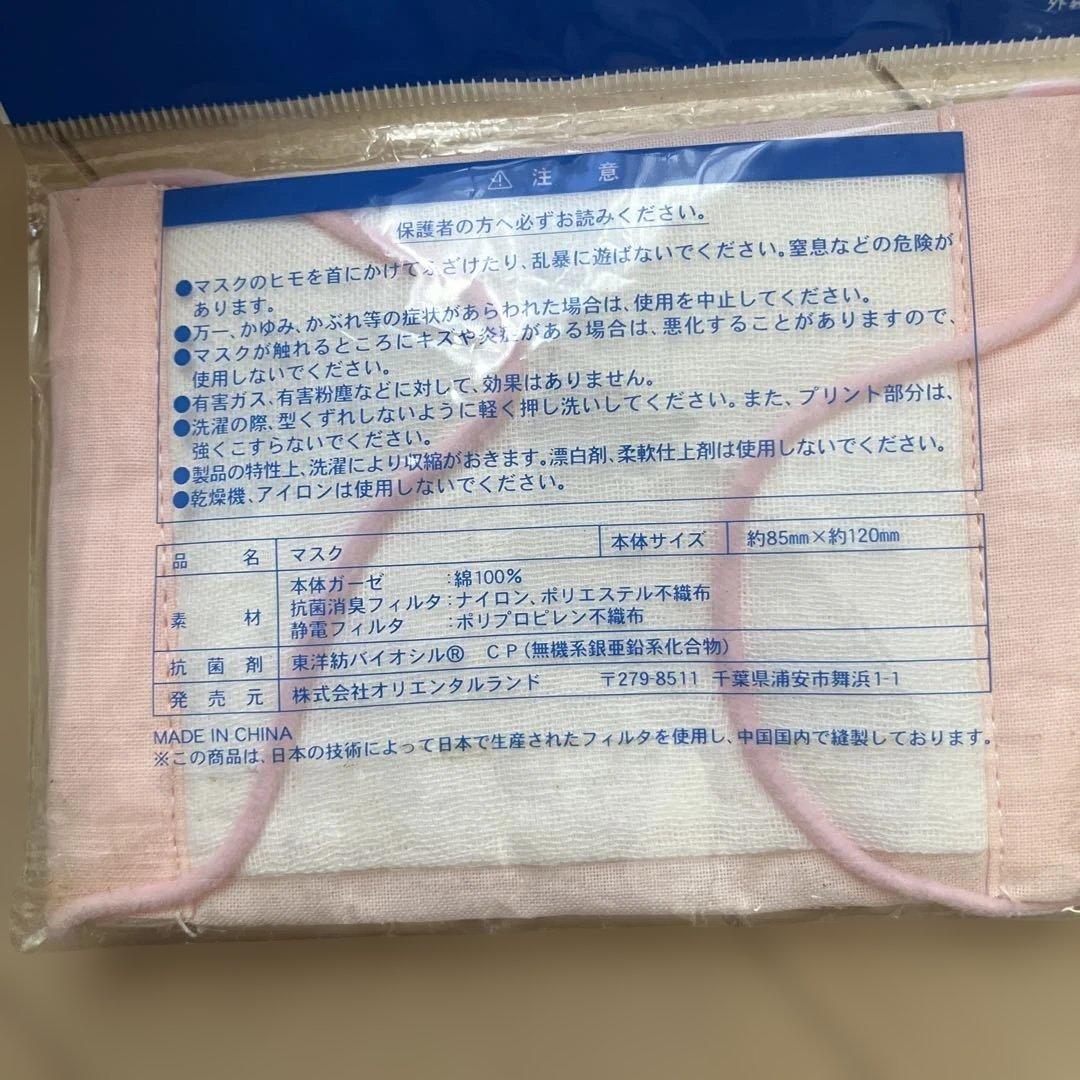 外
⚠ 注 意
保護者の方へ必ずお読みください。
●マスクのヒモを首にかけてふざけたり、乱暴に遊ばないでください。窒息などの危険が
あります。
●万一、かゆみ、かぶれ等の症状があらわれた場合は、使用を中止してください。
●マスクが触れるところにキズや炎症がある場合は、悪化することがありますので、
使用しないでください。
●有害ガス、有害粉塵などに対して、効果はありません。
●洗濯の際、型くずれしないように軽く押し洗いしてください。また、プリント部分は、
強くこすらないでください。
●製品の特性上、洗濯により収縮がおきます。漂白剤、柔軟仕上剤は使用しないでください。
●乾燥機、アイロンは使用しないでください。
品 名 マスク 本体サイズ 約85mm×約120mm
素 材 本体ガーゼ :綿100%
抗菌消臭フィルタ:ナイロン、ポリエステル不織布
静電フィルタ :ポリプロピレン不織布
抗 菌 剤 東洋紡バイオシル® CP(無機系銀亜鉛系化合物)
発 売 元 株式会社オリエンタルランド 〒279-8511 千葉県浦安市舞浜1-1
MADE IN CHINA
※この商品は、日本の技術によって日本で生産されたフィルタを使用し、中国国内で縫製しております。